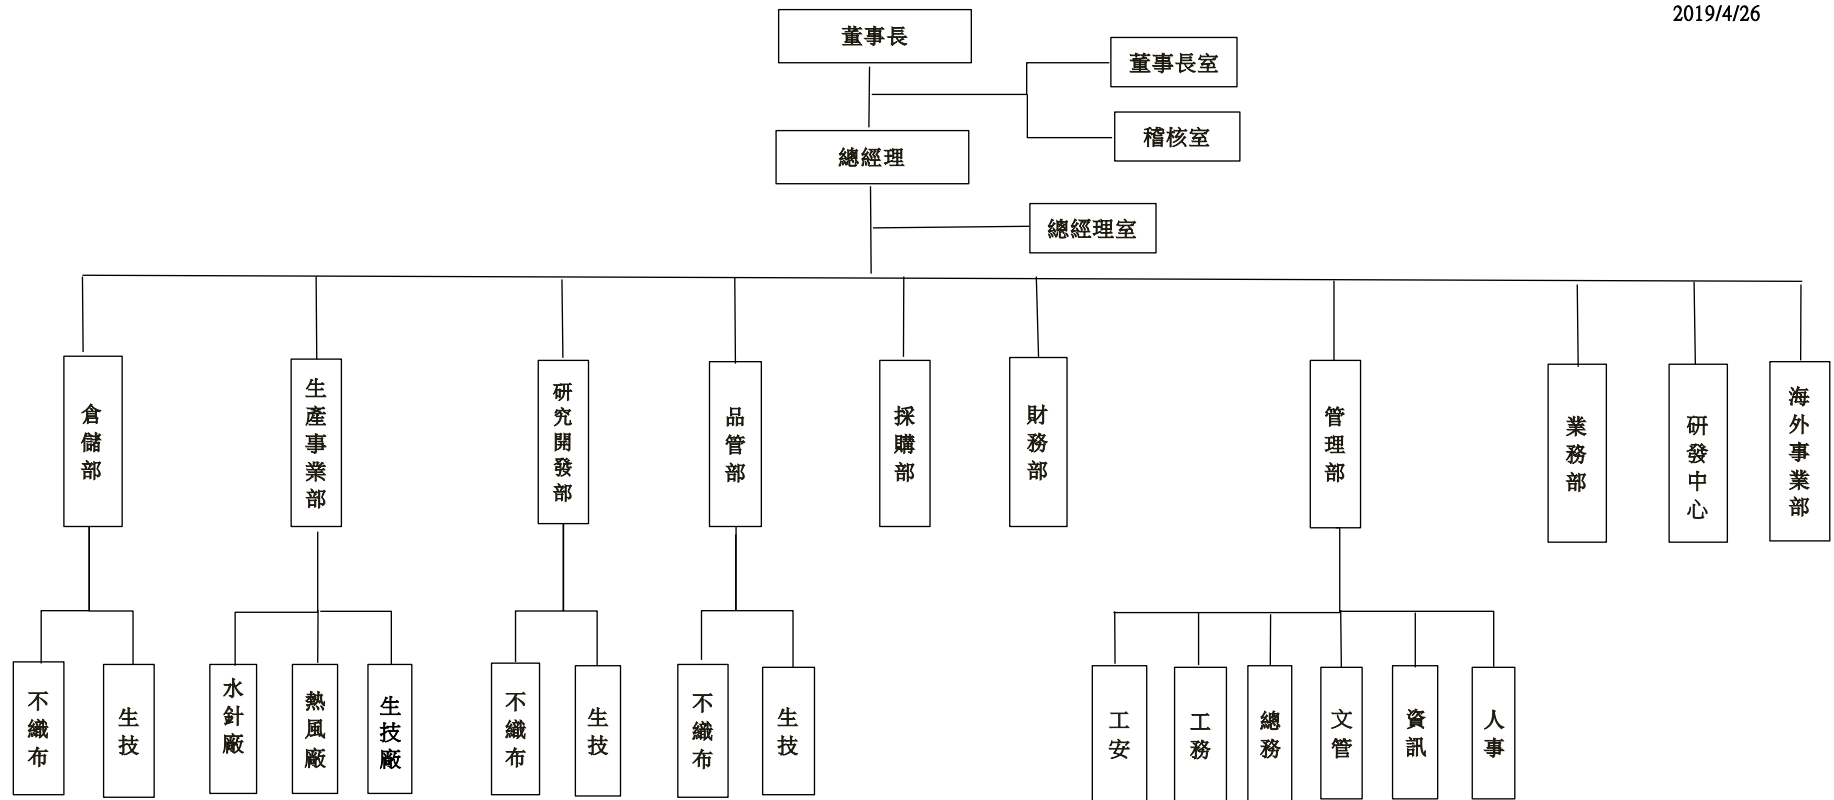 2019/4/26
董事長
董事長室
稽核室
總經理
總經理室
倉儲部
生產事業部
研究開發部
品管部
採購部
財務部
管理部
業務部
研發中心
海外事業部
不織布
生技
水針廠
熱風廠
生技廠
不織布
生技
不織布
生技
工安
工務
總務
文管
資訊
人事